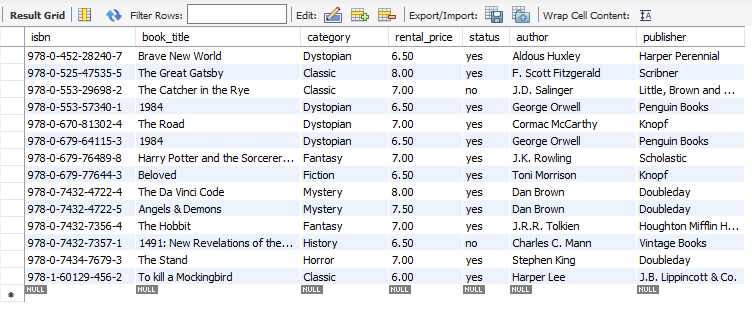 Result Grid Filter Rows: Edit: Export/Import: Wrap Cell Content: IA
isbn book_title category rental_price status author publisher
978-0-452-28240-7 Brave New World Dystopian 6.50 yes Aldous Huxley Harper Perennial
978-0-525-47535-5 The Great Gatsby Classic 8.00 yes F. Scott Fitzgerald Scribner
978-0-553-29698-2 The Catcher in the Rye Classic 7.00 no J.D. Salinger Little, Brown and ...
978-0-553-57340-1 1984 Dystopian 6.50 yes George Orwell Penguin Books
978-0-670-81302-4 The Road Dystopian 7.00 yes Cormac McCarthy Knopf
978-0-679-64115-3 1984 Dystopian 6.50 yes George Orwell Penguin Books
978-0-679-76489-8 Harry Potter and the Sorcerer... Fantasy 7.00 yes J.K. Rowling Scholastic
978-0-679-77644-3 Beloved Fiction 6.50 yes Toni Morrison Knopf
978-0-7432-4722-4 The Da Vinci Code Mystery 8.00 yes Dan Brown Doubleday
978-0-7432-4722-5 Angels & Demons Mystery 7.50 yes Dan Brown Doubleday
978-0-7432-7356-4 The Hobbit Fantasy 7.00 yes J.R.R. Tolkien Houghton Mifflin H...
978-0-7432-7357-1 1491: New Revelations of the... History 6.50 no Charles C. Mann Vintage Books
978-0-7434-7679-3 The Stand Horror 7.00 yes Stephen King Doubleday
978-1-60129-456-2 To kill a Mockingbird Classic 6.00 yes Harper Lee J.B. Lippincott & Co.
NULL NULL NULL NULL NULL NULL NULL